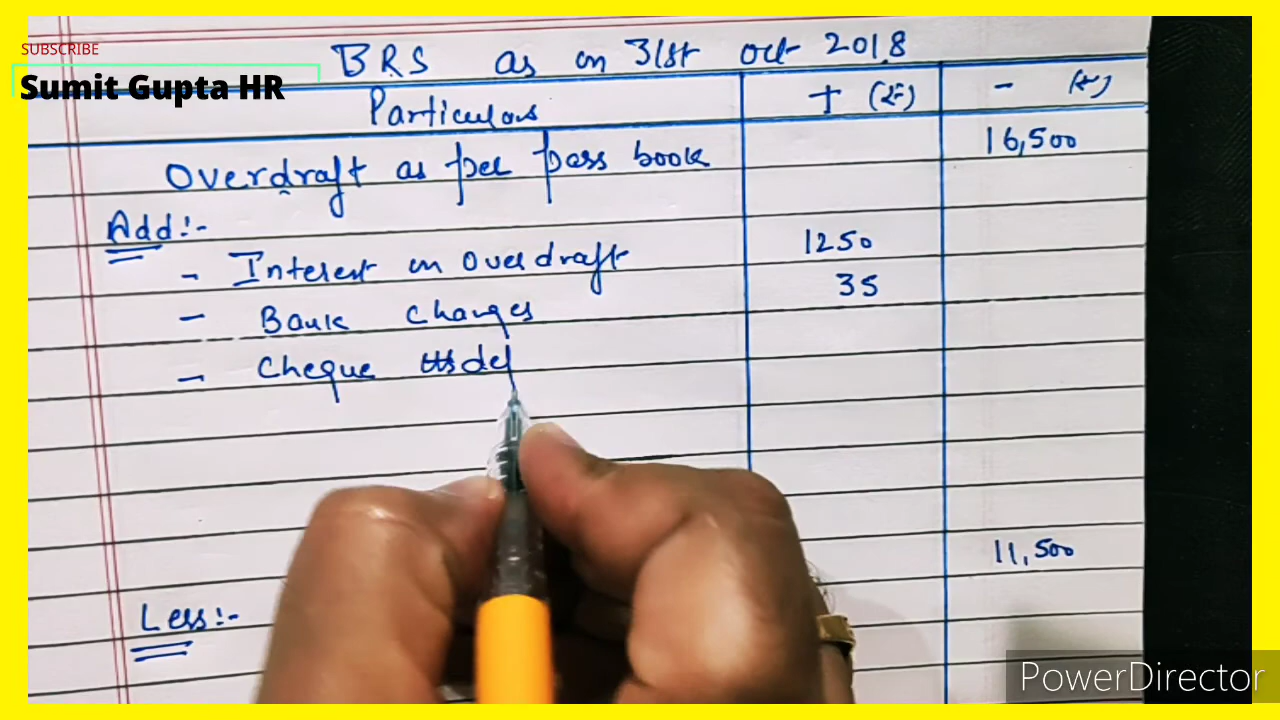 SUBSCRIBE
Sumit Gupta HR
BRS as on 31st oct 2018
Particulars + (₹) - (₹)
Overdraft as per pass book 16,500
Add:-
- Interest on overdraft 1250
- Bank charges 35
- Cheque de
11,500
Less:-
PowerDirector